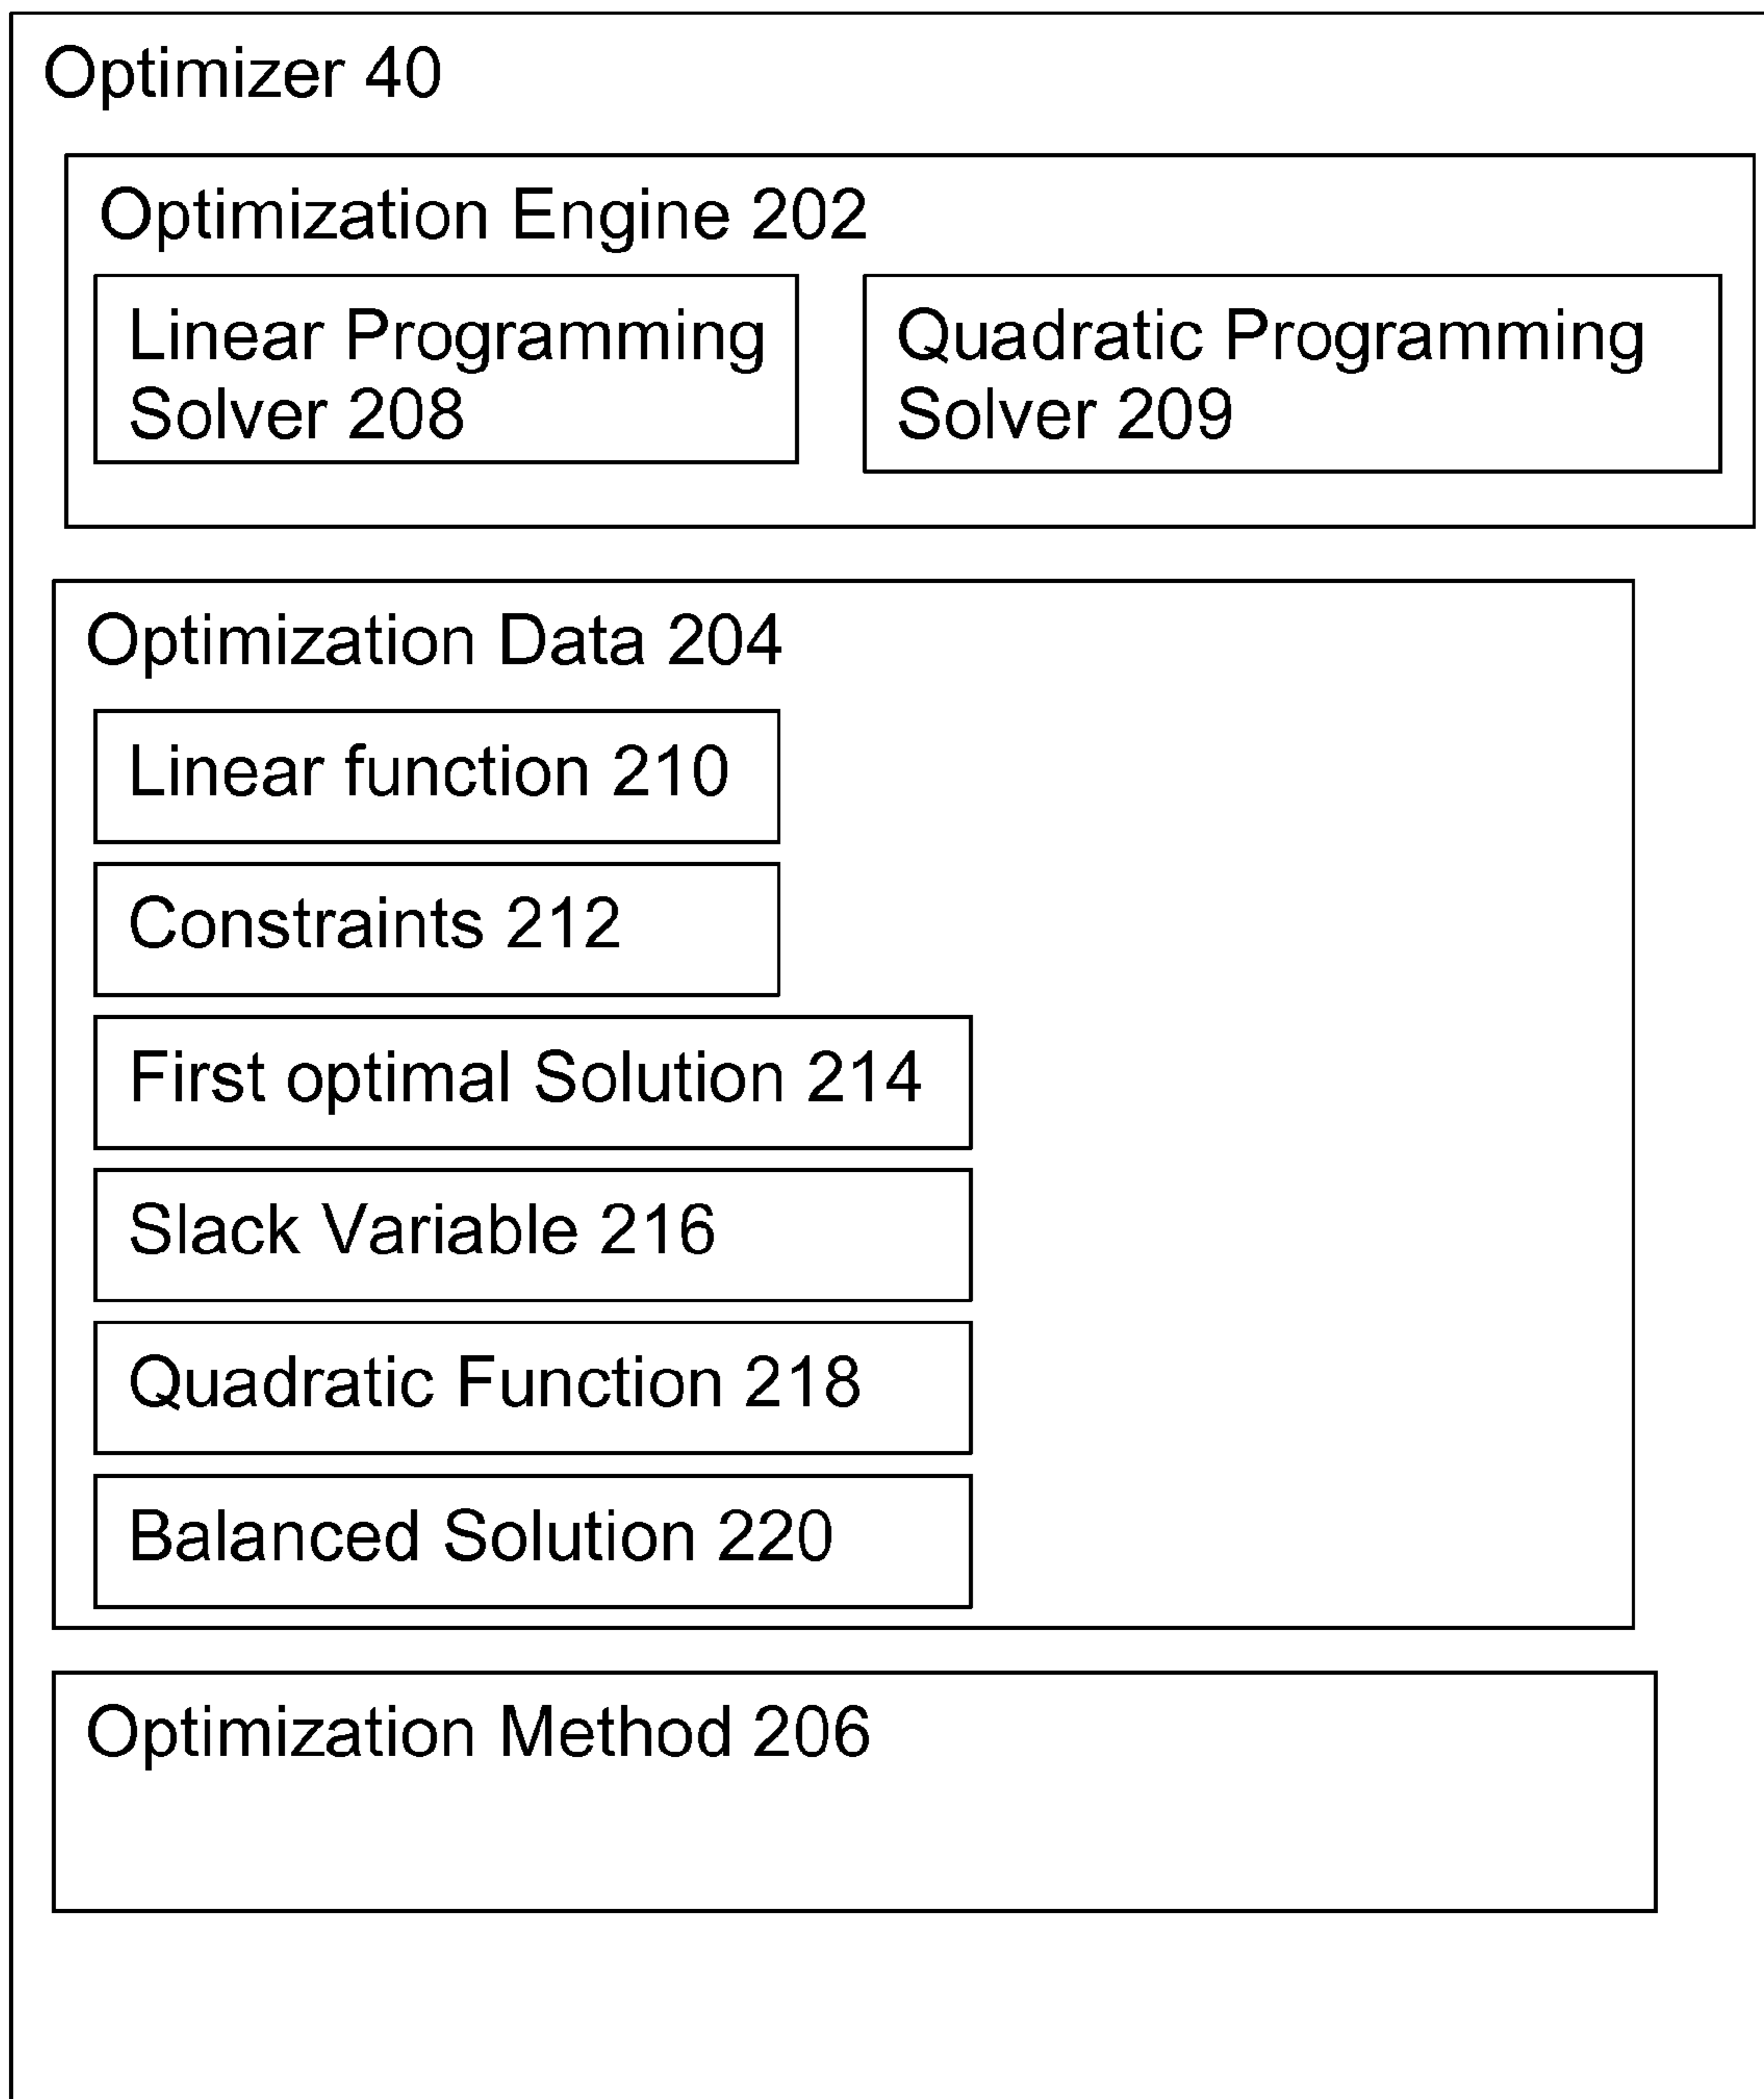 Optimizer 40
Optimization Engine 202
Linear Programming
Solver 208
Quadratic Programming
Solver 209
Optimization Data 204
Linear function 210
Constraints 212
First optimal Solution 214
Slack Variable 216
Quadratic Function 218
Balanced Solution 220
Optimization Method 206